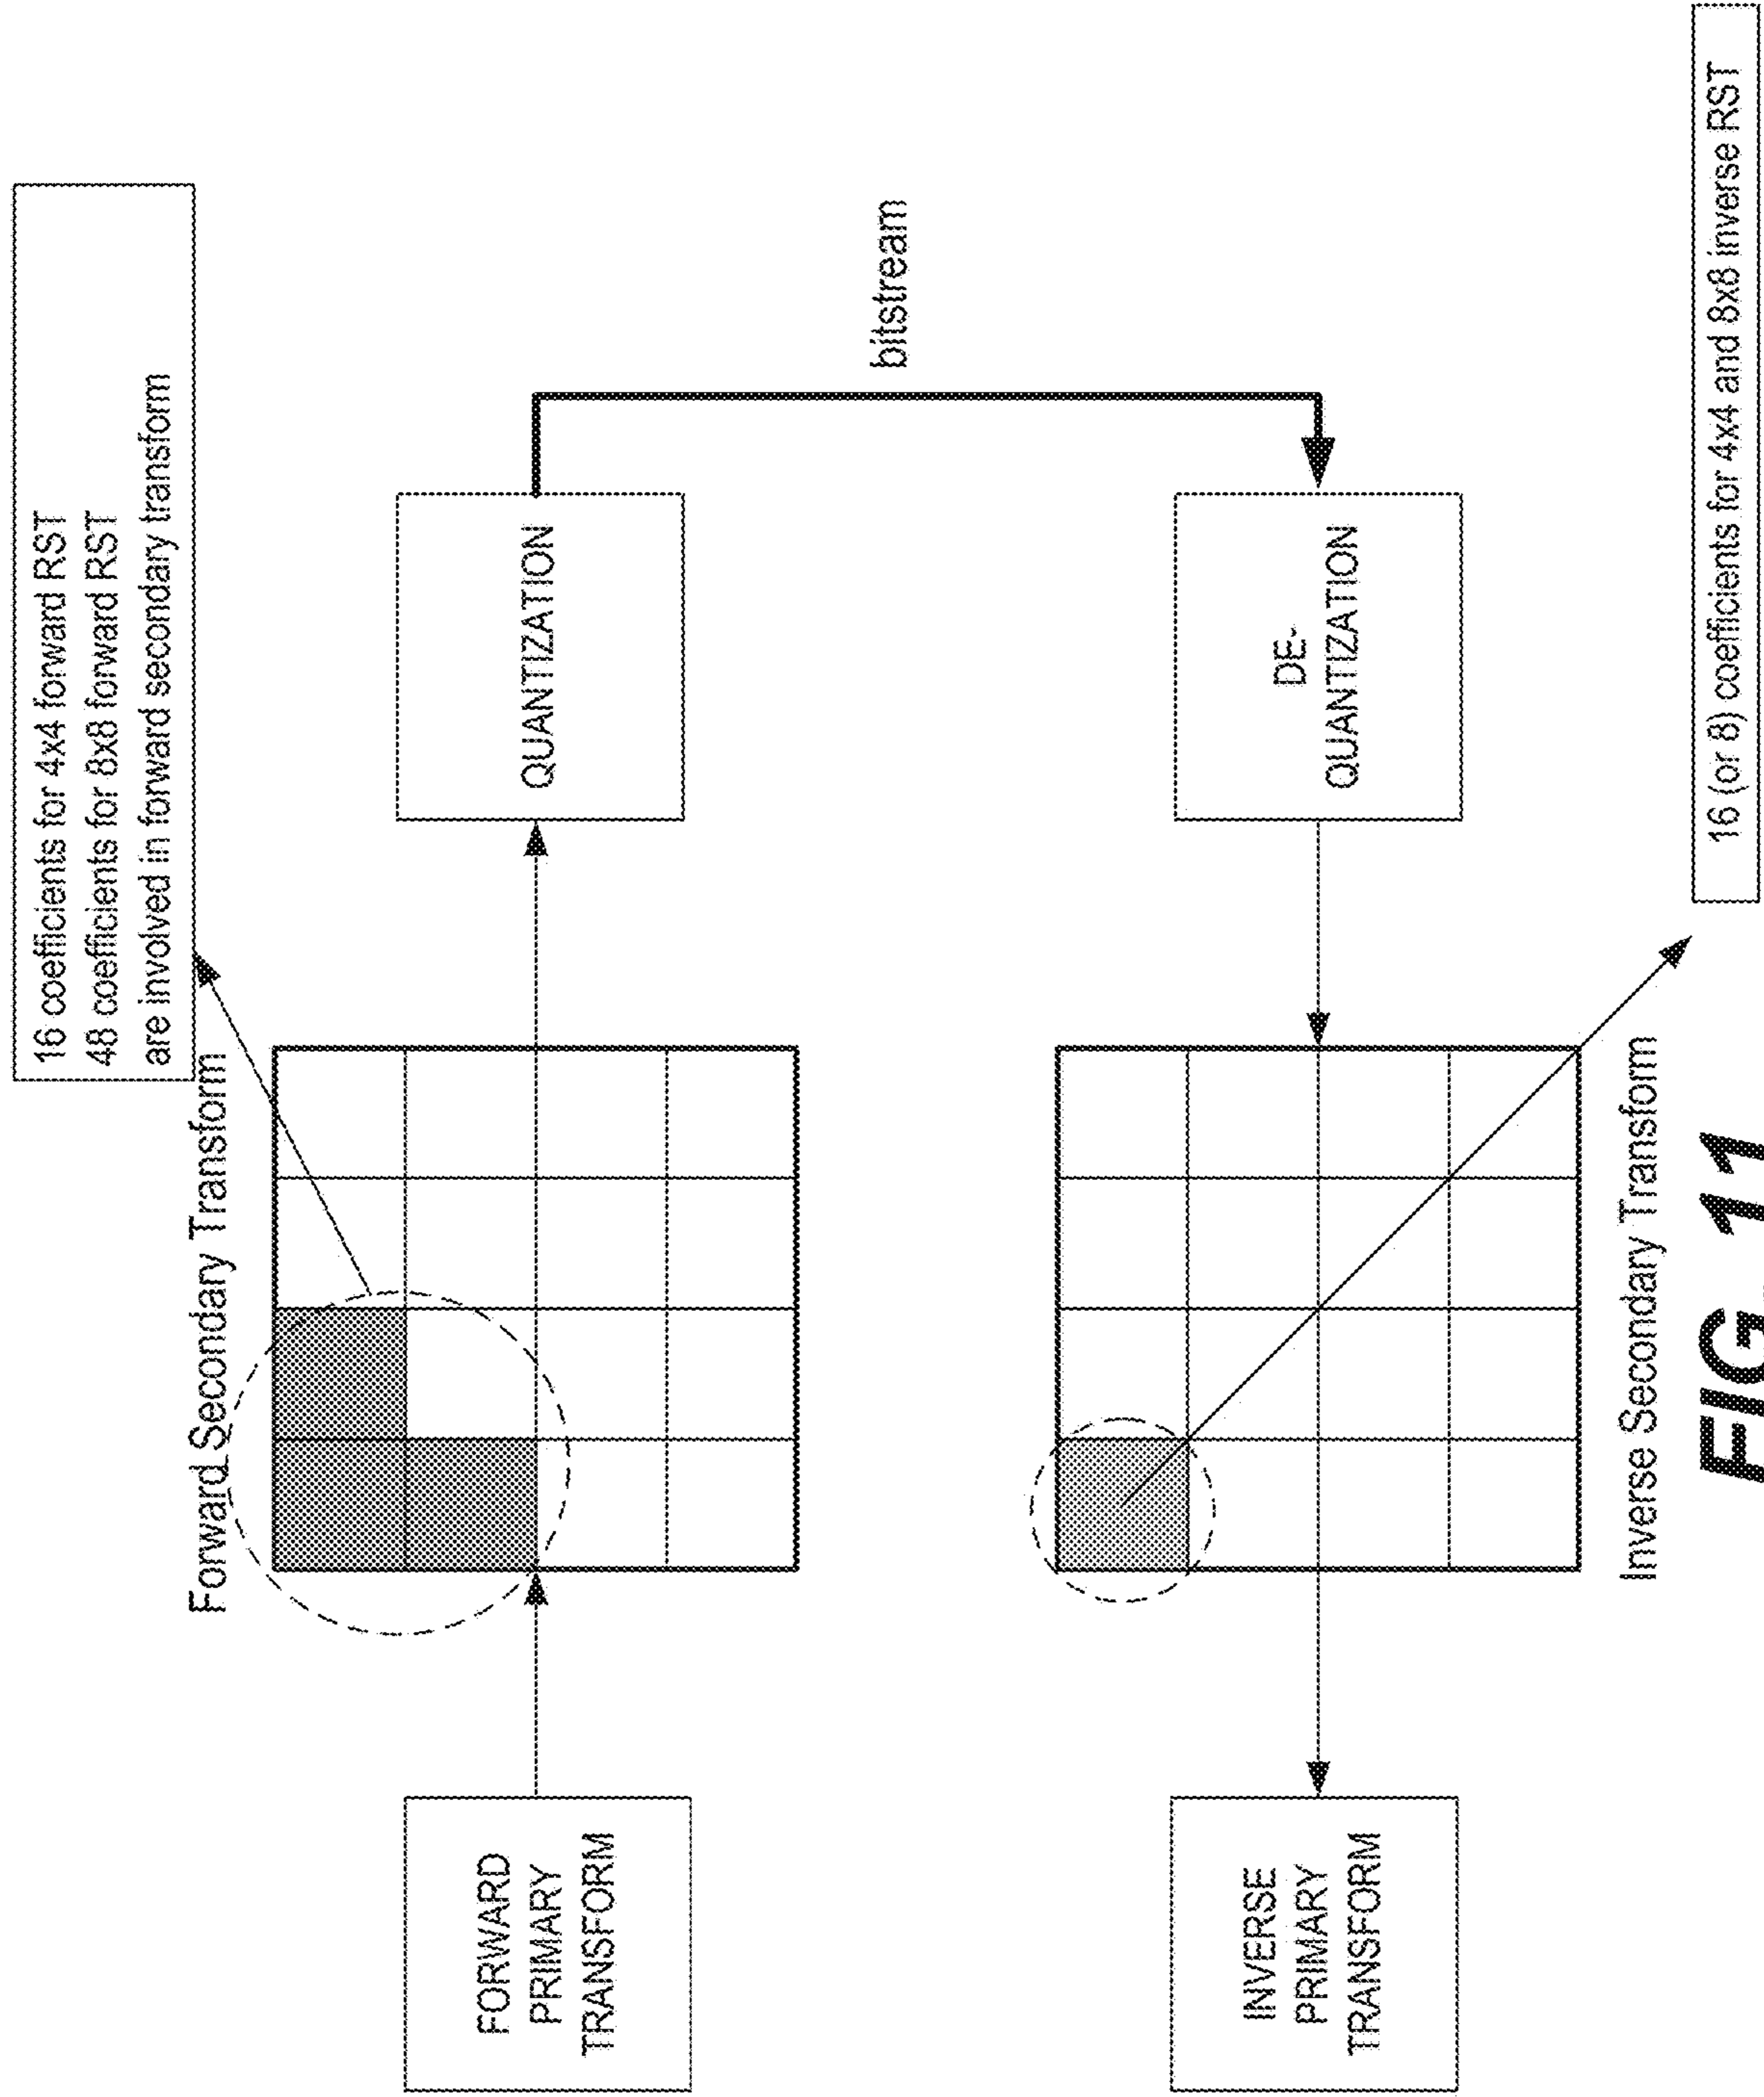 16 coefficients for 4x4 forward RST
48 coefficients for 8x8 forward RST
are involved in forward secondary transform
Forward Secondary Transform
FORWARD
PRIMARY
TRANSFORM
QUANTIZATION
bitstream
INVERSE
PRIMARY
TRANSFORM
DE-
QUANTIZATION
Inverse Secondary Transform
16 (or 8) coefficients for 4x4 and 8x8 inverse RST
FIG. 11